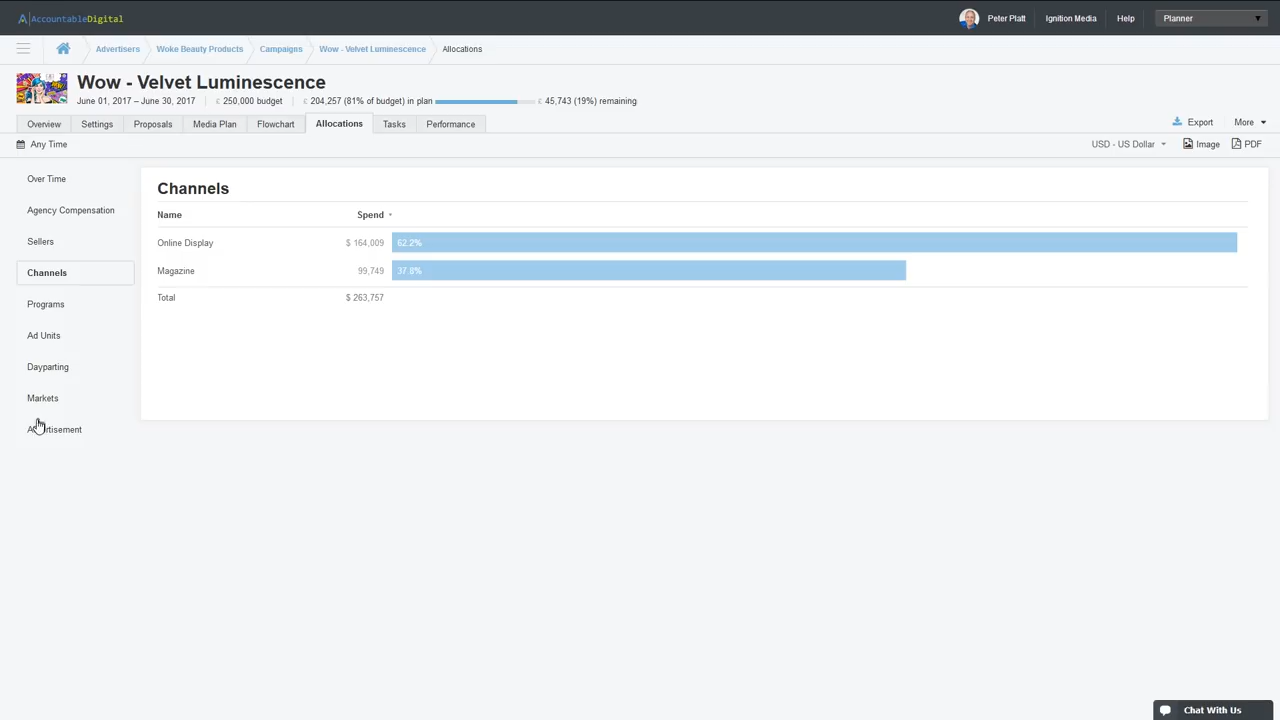 AccountableDigital
Peter Platt
Ignition Media
Help
Planner
Advertisers
Woke Beauty Products
Campaigns
Wow - Velvet Luminescence
Allocations
Wow - Velvet Luminescence
June 01, 2017 – June 30, 2017
£ 250,000 budget
£ 204,257 (81% of budget) in plan
£ 45,743 (19%) remaining
Overview
Settings
Proposals
Media Plan
Flowchart
Allocations
Tasks
Performance
Export
More
Any Time
USD - US Dollar
Image
PDF
Over Time
Agency Compensation
Sellers
Channels
Programs
Ad Units
Dayparting
Markets
Channels
Name Spend
Online Display $ 164,009 62.2%
Magazine 99,749 37.8%
Total $ 263,757
Chat With Us